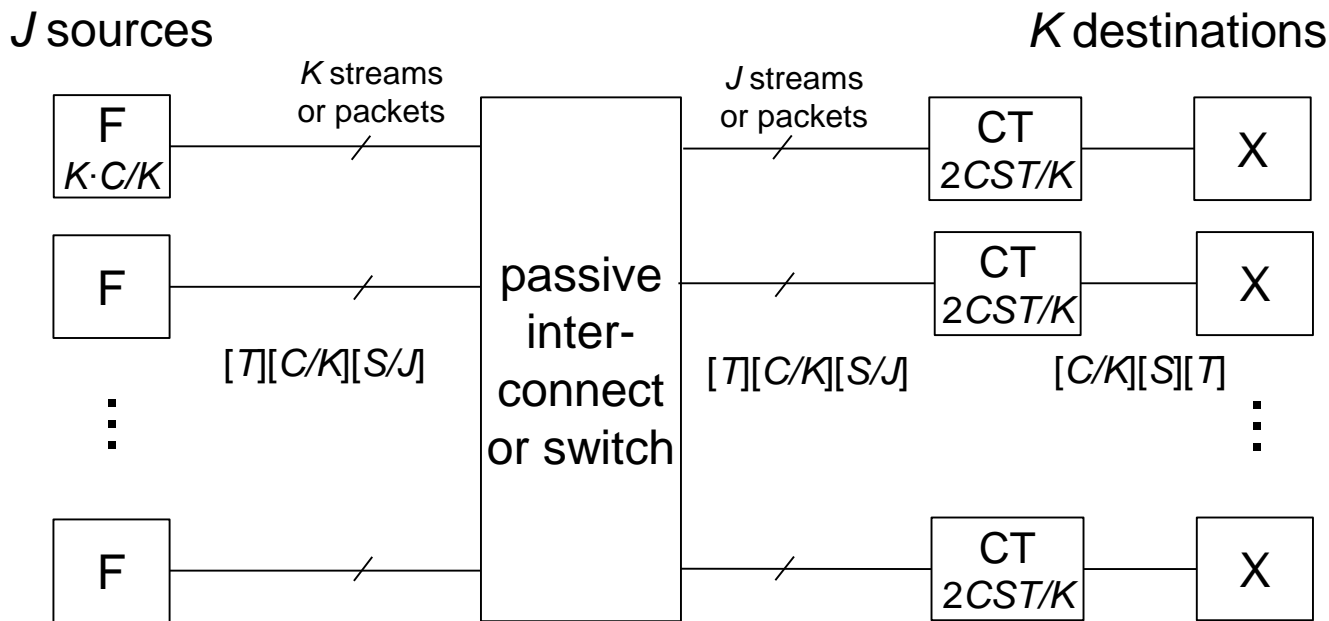 J sources
K destinations
K streams
or packets
J streams
or packets
F
K·C/K
CT
2CST/K
X
F
CT
2CST/K
X
passive
inter-
connect
or switch
[T][C/K][S/J]
[T][C/K][S/J]
[C/K][S][T]
F
CT
2CST/K
X